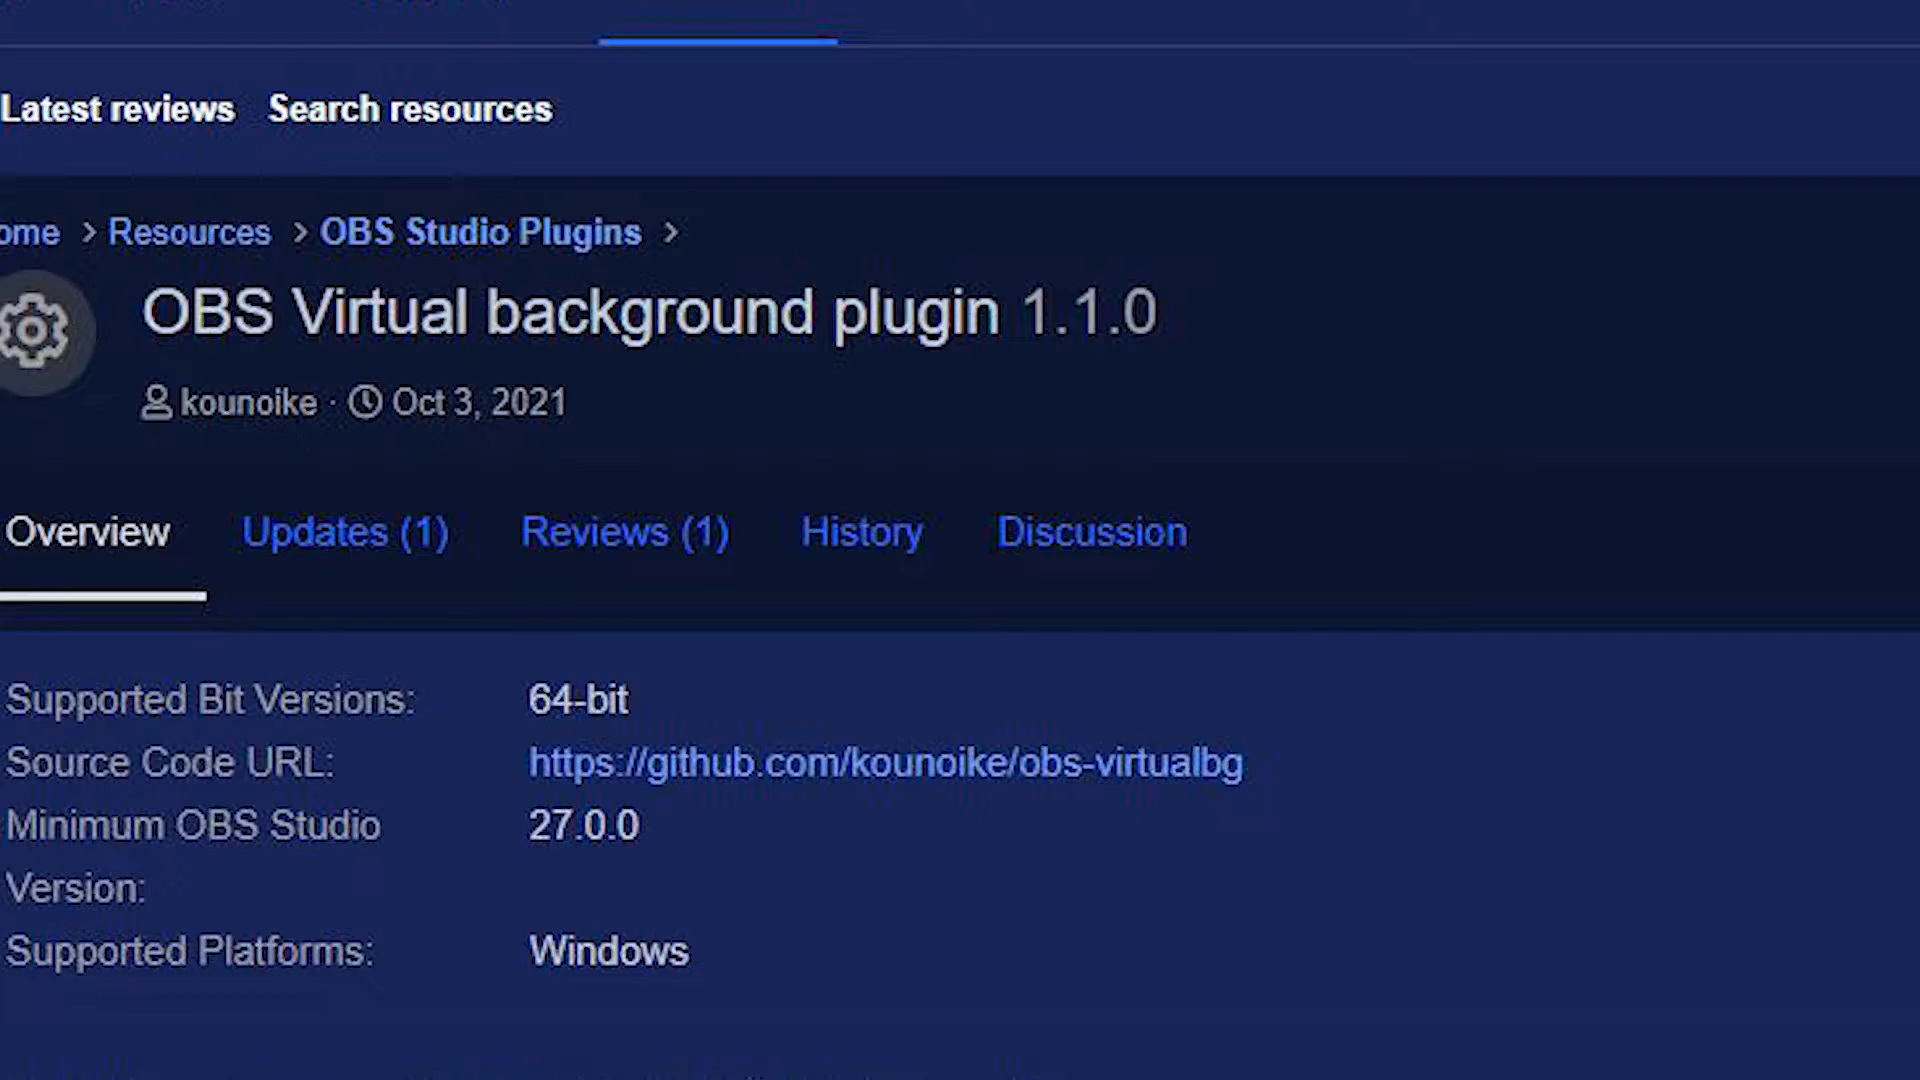 Latest reviews Search resources
ome > Resources > OBS Studio Plugins >
OBS Virtual background plugin 1.1.0
kounoike · Oct 3, 2021
Overview Updates (1) Reviews (1) History Discussion
Supported Bit Versions: 64-bit
Source Code URL: https://github.com/kounoike/obs-virtualbg
Minimum OBS Studio 27.0.0
Version:
Supported Platforms: Windows